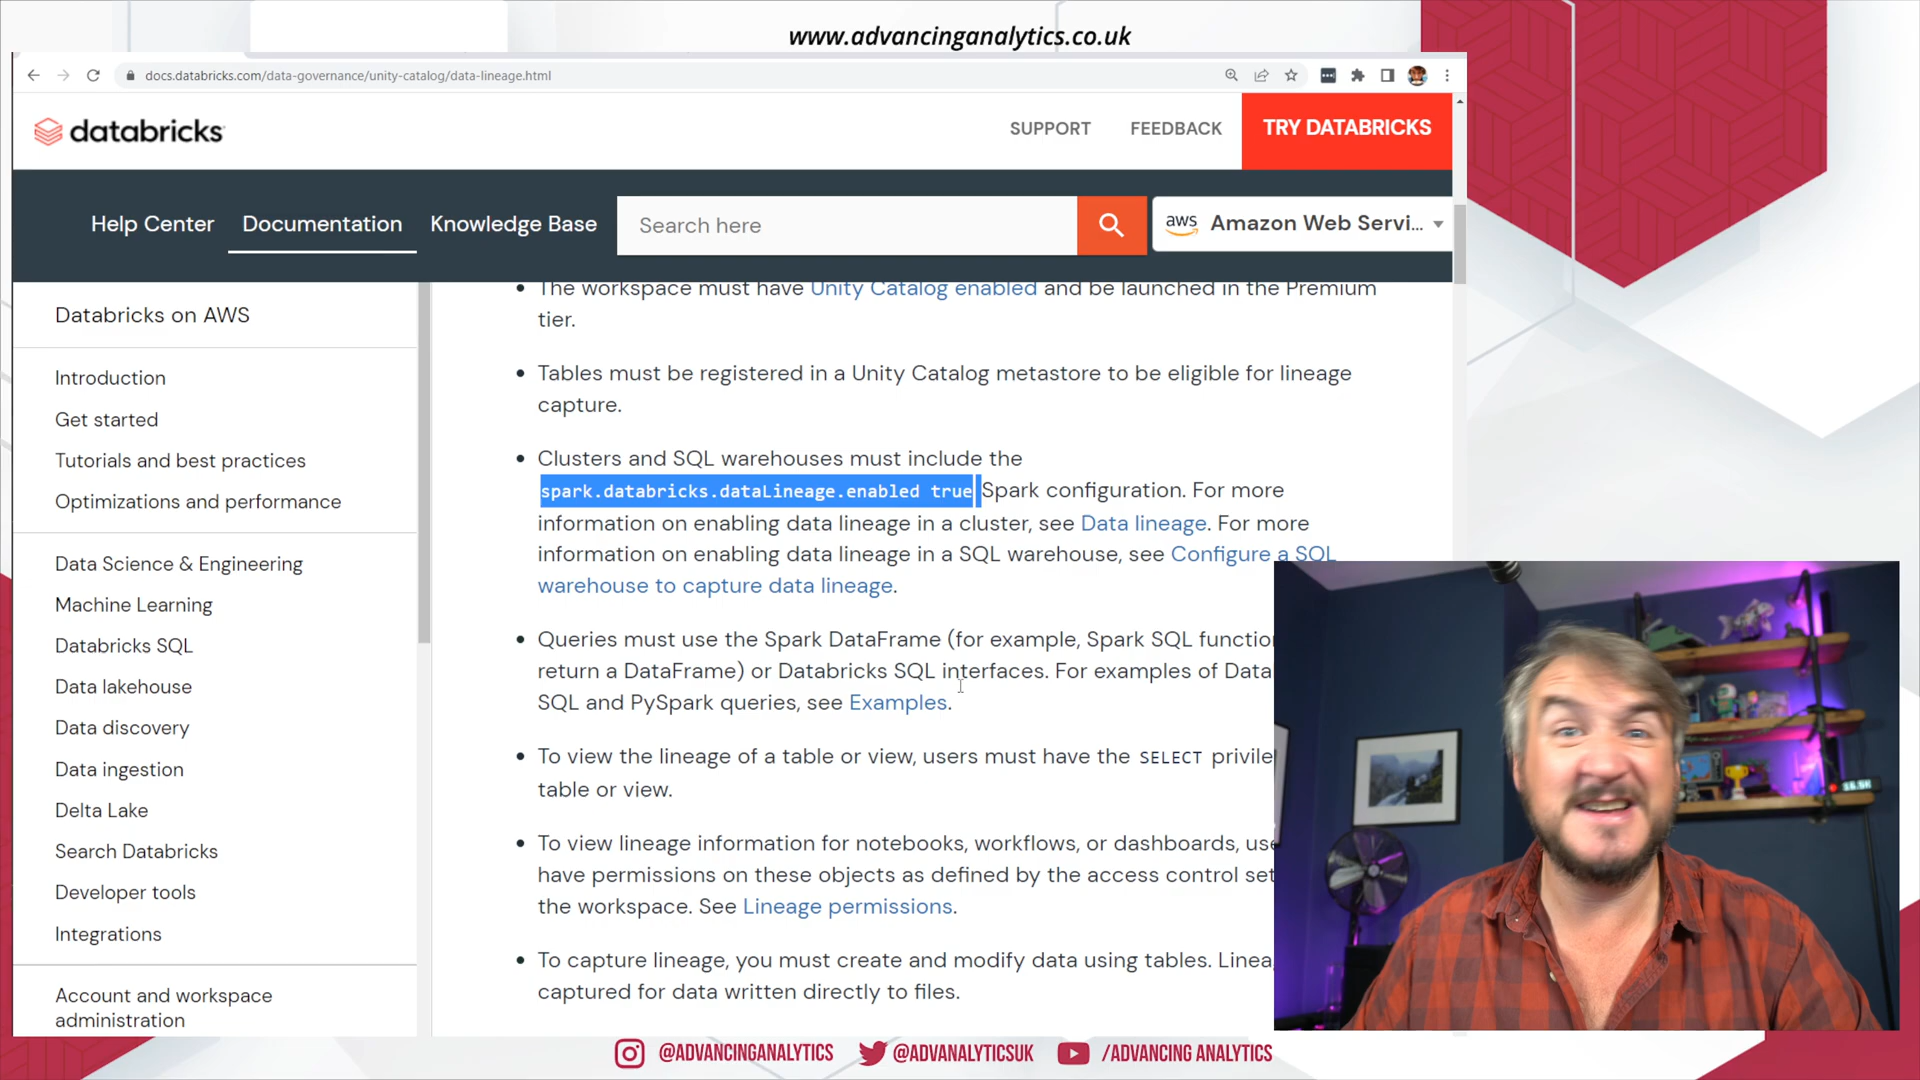 www.advancinganalytics.co.uk
docs.databricks.com/data-governance/unity-catalog/data-lineage.html
databricks
SUPPORT
FEEDBACK
TRY DATABRICKS
Help Center
Documentation
Knowledge Base
Search here
aws
Amazon Web Servi...
Databricks on AWS
Introduction
Get started
Tutorials and best practices
Optimizations and performance
Data Science & Engineering
Machine Learning
Databricks SQL
Data lakehouse
Data discovery
Data ingestion
Delta Lake
Search Databricks
Developer tools
Integrations
Account and workspace
administration
The workspace must have Unity Catalog enabled and be launched in the Premium
tier.
Tables must be registered in a Unity Catalog metastore to be eligible for lineage
capture.
Clusters and SQL warehouses must include the
spark.databricks.dataLineage.enabled true Spark configuration. For more
information on enabling data lineage in a cluster, see Data lineage. For more
information on enabling data lineage in a SQL warehouse, see Configure a SQL
warehouse to capture data lineage.
Queries must use the Spark DataFrame (for example, Spark SQL function
return a DataFrame) or Databricks SQL interfaces. For examples of Data
SQL and PySpark queries, see Examples.
To view the lineage of a table or view, users must have the SELECT privile
table or view.
To view lineage information for notebooks, workflows, or dashboards, use
have permissions on these objects as defined by the access control set
the workspace. See Lineage permissions.
To capture lineage, you must create and modify data using tables. Linea
captured for data written directly to files.
@ADVANCINGANALYTICS
@ADVANALYTICSUK
/ADVANCING ANALYTICS